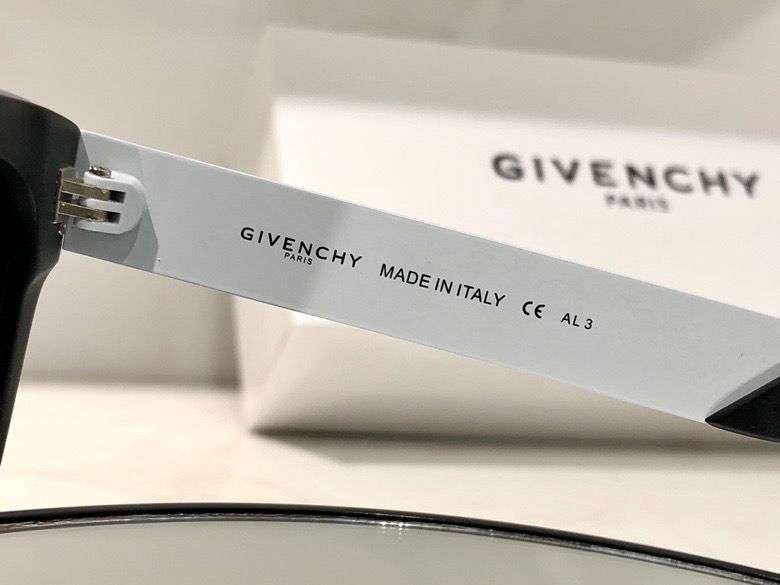 GIVENCHY
PARIS
GIVENCHY
PARIS
MADE IN ITALY CE AL 3